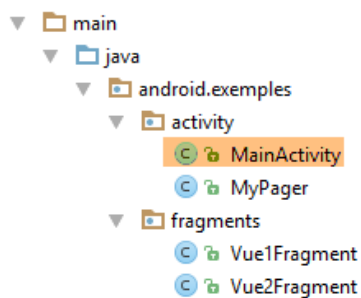 main
java
android.exemples
activity
MainActivity
MyPager
fragments
Vue1Fragment
Vue2Fragment